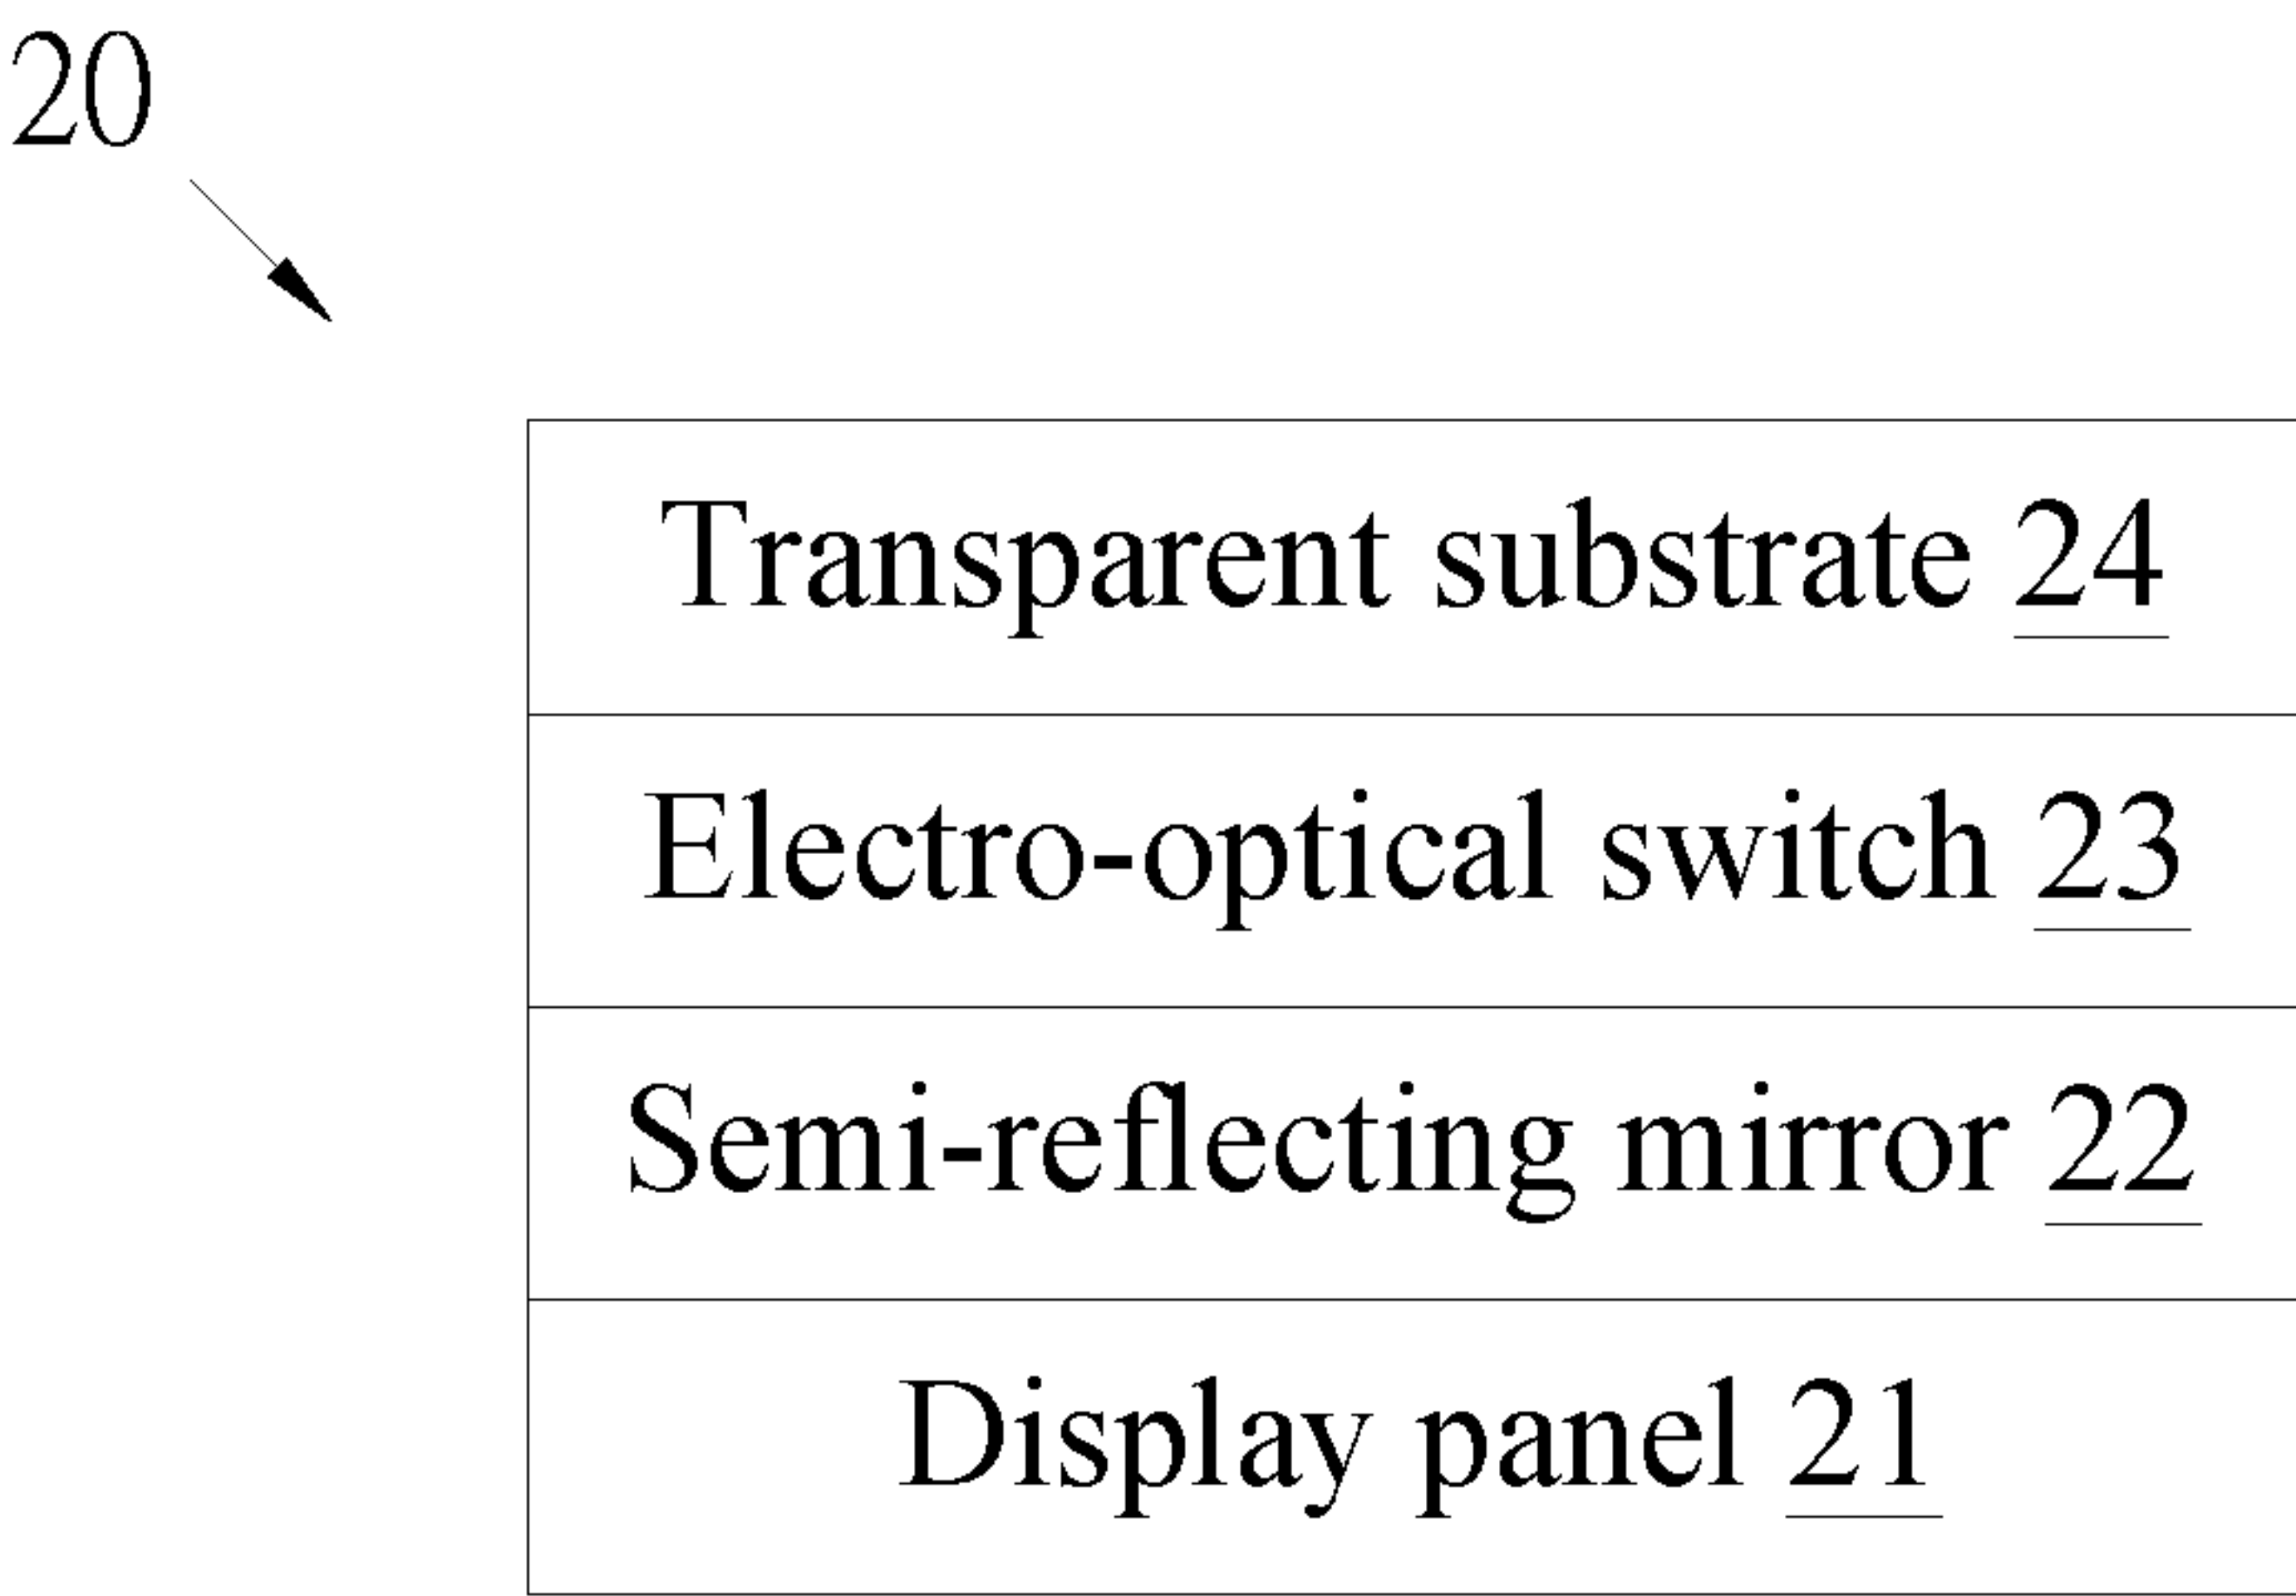 20
Transparent substrate 24
Electro-optical switch 23
Semi-reflecting mirror 22
Display panel 21